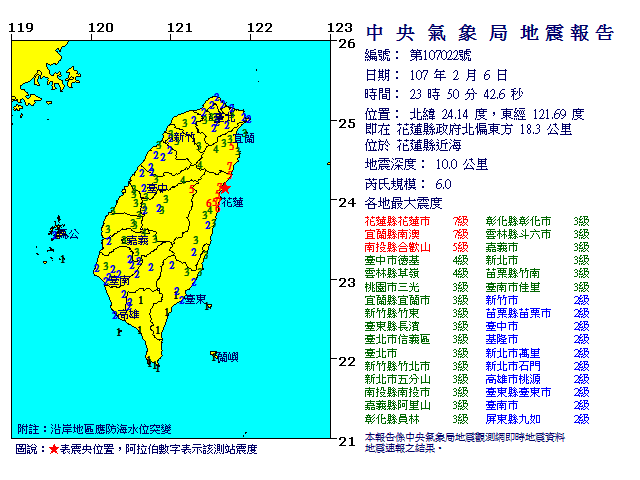 119 120 121 122 123
26
25
24
23
22
21
中央氣象局地震報告
編號： 第107022號
日期： 107 年 2 月 6 日
時間： 23 時 50 分 42.6 秒
位置： 北緯 24.14 度，東經 121.69 度
即在 花蓮縣政府北偏東方 18.3 公里
位於 花蓮縣近海
地震深度： 10.0 公里
芮氏規模： 6.0
各地最大震度
花蓮縣花蓮市 7級 彰化縣彰化市 3級
宜蘭縣南澳 7級 雲林縣斗六市 3級
南投縣合歡山 5級 嘉義市 3級
臺中市德基 4級 新北市 3級
雲林縣草嶺 4級 苗栗縣竹南 3級
桃園市三光 3級 臺南市佳里 3級
宜蘭縣宜蘭市 3級 新竹市 2級
新竹縣竹東 3級 苗栗縣苗栗市 2級
臺東縣長濱 3級 臺中市 2級
臺北市信義區 3級 基隆市 2級
臺北市 3級 新北市萬里 2級
新竹縣竹北市 3級 新北市石門 2級
新北市五分山 3級 高雄市桃源 2級
南投縣南投市 3級 臺東縣臺東市 2級
嘉義縣阿里山 3級 臺南市 2級
彰化縣員林 3級 屏東縣九如 2級
本報告係中央氣象局地震觀測網即時地震資料
地震速報之結果。
臺北
新竹
宜蘭
臺中
花蓮
嘉義
臺南
臺東
高雄
蘭嶼
附註：沿岸地區應防海水位突變
圖說：★表震央位置，阿拉伯數字表示該測站震度